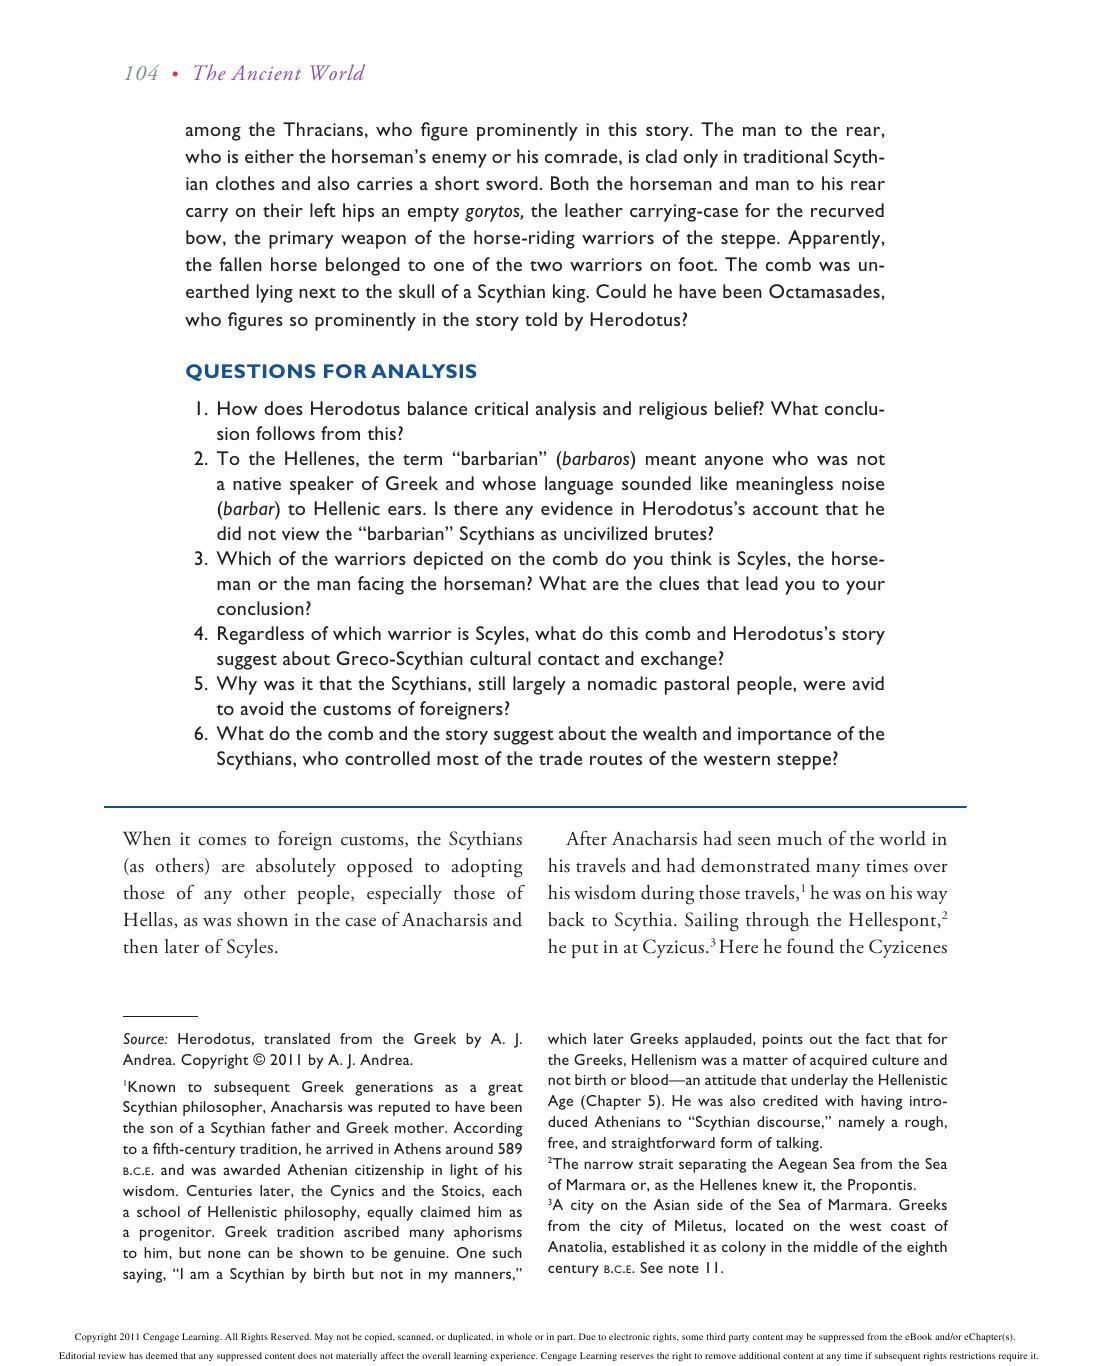 104 • The Ancient World
among the Thracians, who figure prominently in this story. The man to the rear,
who is either the horseman’s enemy or his comrade, is clad only in traditional Scyth-
ian clothes and also carries a short sword. Both the horseman and man to his rear
carry on their left hips an empty gorytos, the leather carrying-case for the recurved
bow, the primary weapon of the horse-riding warriors of the steppe. Apparently,
the fallen horse belonged to one of the two warriors on foot. The comb was un-
earthed lying next to the skull of a Scythian king. Could he have been Octamasades,
who figures so prominently in the story told by Herodotus?
QUESTIONS FOR ANALYSIS
1. How does Herodotus balance critical analysis and religious belief? What conclu-
sion follows from this?
2. To the Hellenes, the term “barbarian” (barbaros) meant anyone who was not
a native speaker of Greek and whose language sounded like meaningless noise
(barbar) to Hellenic ears. Is there any evidence in Herodotus’s account that he
did not view the “barbarian” Scythians as uncivilized brutes?
3. Which of the warriors depicted on the comb do you think is Scyles, the horse-
man or the man facing the horseman? What are the clues that lead you to your
conclusion?
4. Regardless of which warrior is Scyles, what do this comb and Herodotus’s story
suggest about Greco-Scythian cultural contact and exchange?
5. Why was it that the Scythians, still largely a nomadic pastoral people, were avid
to avoid the customs of foreigners?
6. What do the comb and the story suggest about the wealth and importance of the
Scythians, who controlled most of the trade routes of the western steppe?
When it comes to foreign customs, the Scythians
(as others) are absolutely opposed to adopting
those of any other people, especially those of
Hellas, as was shown in the case of Anacharsis and
then later of Scyles.
After Anacharsis had seen much of the world in
his travels and had demonstrated many times over
his wisdom during those travels,1 he was on his way
back to Scythia. Sailing through the Hellespont,2
he put in at Cyzicus.3 Here he found the Cyzicenes
Source: Herodotus, translated from the Greek by A. J.
Andrea. Copyright © 2011 by A. J. Andrea.
1Known to subsequent Greek generations as a great
Scythian philosopher, Anacharsis was reputed to have been
the son of a Scythian father and Greek mother. According
to a fifth-century tradition, he arrived in Athens around 589
B.C.E. and was awarded Athenian citizenship in light of his
wisdom. Centuries later, the Cynics and the Stoics, each
a school of Hellenistic philosophy, equally claimed him as
a progenitor. Greek tradition ascribed many aphorisms
to him, but none can be shown to be genuine. One such
saying, “I am a Scythian by birth but not in my manners,”
which later Greeks applauded, points out the fact that for
the Greeks, Hellenism was a matter of acquired culture and
not birth or blood—an attitude that underlay the Hellenistic
Age (Chapter 5). He was also credited with having intro-
duced Athenians to “Scythian discourse,” namely a rough,
free, and straightforward form of talking.
2The narrow strait separating the Aegean Sea from the Sea
of Marmara or, as the Hellenes knew it, the Propontis.
3A city on the Asian side of the Sea of Marmara. Greeks
from the city of Miletus, located on the west coast of
Anatolia, established it as colony in the middle of the eighth
century B.C.E. See note 11.
Copyright 2011 Cengage Learning. All Rights Reserved. May not be copied, scanned, or duplicated, in whole or in part. Due to electronic rights, some third party content may be suppressed from the eBook and/or eChapter(s).
Editorial review has deemed that any suppressed content does not materially affect the overall learning experience. Cengage Learning reserves the right to remove additional content at any time if subsequent rights restrictions require it.